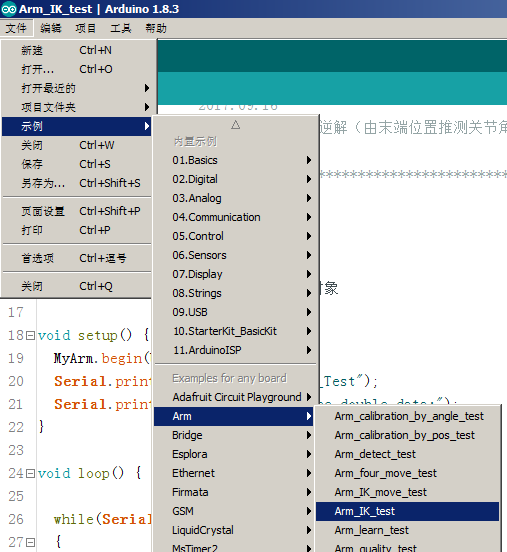 Arm_IK_test | Arduino 1.8.3
文件 编辑 项目 工具 帮助
新建 Ctrl+N
打开... Ctrl+O
打开最近的
项目文件夹
示例
关闭 Ctrl+W
保存 Ctrl+S
另存为... Ctrl+Shift+S
页面设置 Ctrl+Shift+P
打印 Ctrl+P
首选项 Ctrl+逗号
关闭 Ctrl+Q
2017.09.16
逆解（由末端位置推测关节角
****************************
对象
内置示例
01.Basics
02.Digital
03.Analog
04.Communication
05.Control
06.Sensors
07.Display
08.Strings
09.USB
10.StarterKit_BasicKit
11.ArduinoISP
Examples for any board
Adafruit Circuit Playground
Arm
Bridge
Esplora
Ethernet
Firmata
GSM
LiquidCrystal
MsTimer2
Arm_calibration_by_angle_test
Arm_calibration_by_pos_test
Arm_detect_test
Arm_four_move_test
Arm_IK_move_test
Arm_IK_test
Arm_learn_test
Arm_quality_test
17
18 void setup() {
19 MyArm.begin(
20 Serial.print _Test");
21 Serial.print double data:");
22 }
23
24 void loop() {
25
26 while(Serial
27 {